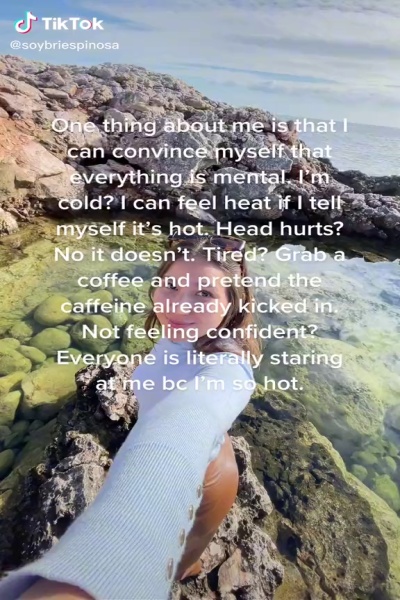 TikTok
@soybriespinosa
One thing about me is that I
can convince myself that
everything is mental. I'm
cold? I can feel heat if I tell
myself it's hot. Head hurts?
No it doesn't. Tired? Grab a
coffee and pretend the
caffeine already kicked in.
Not feeling confident?
Everyone is literally staring
at me bc I'm so hot.